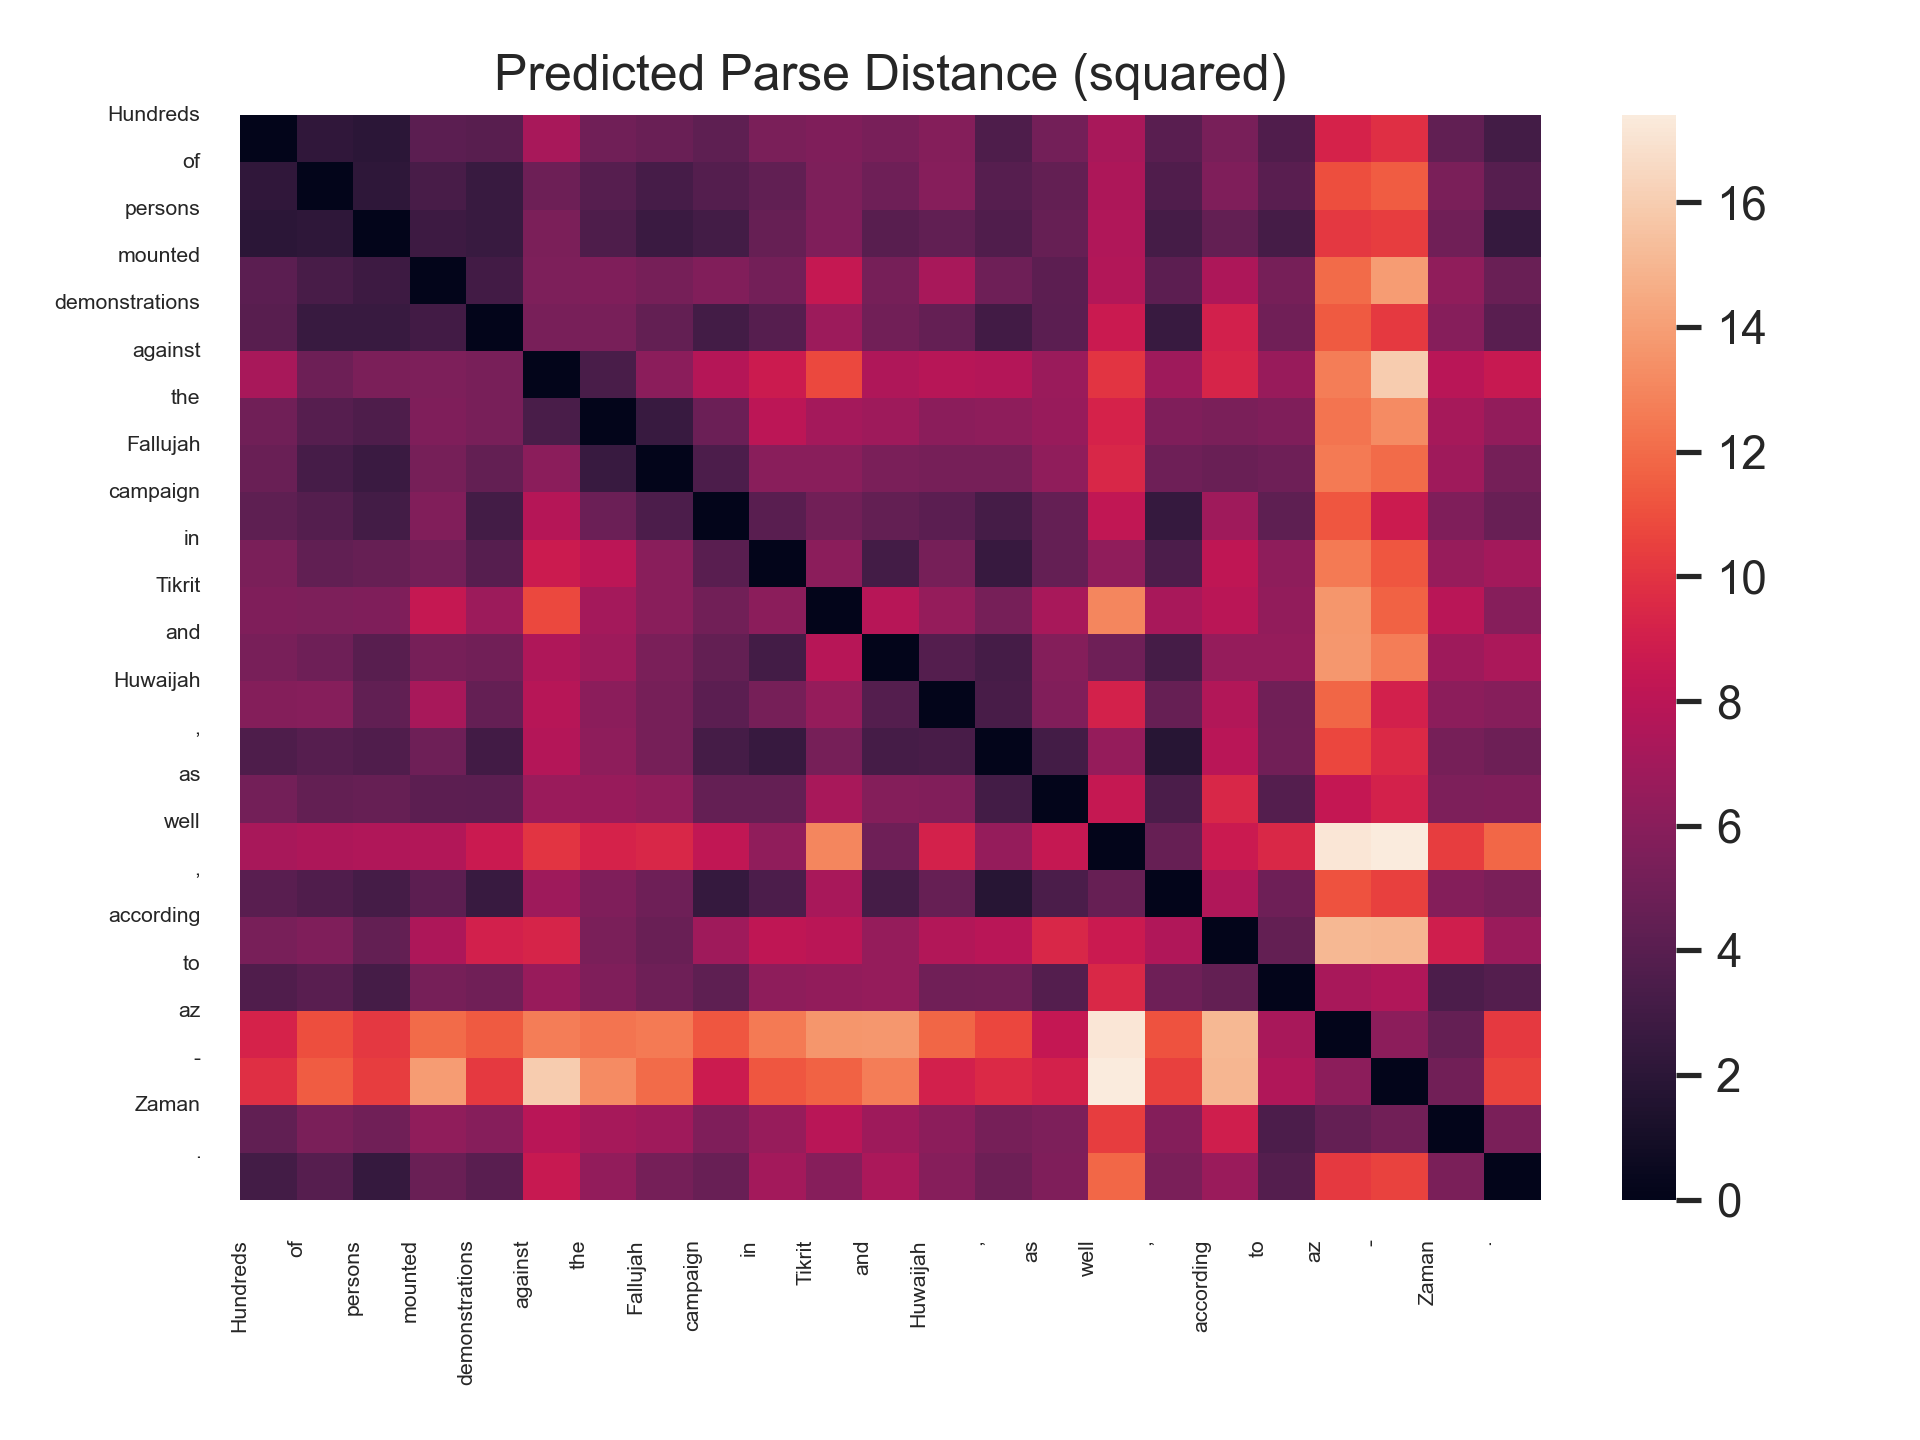 Predicted Parse Distance (squared)
Hundreds
of
persons
mounted
demonstrations
against
the
Fallujah
campaign
in
Tikrit
and
Huwaijah
,
as
well
,
according
to
az
-
Zaman
.
16
14
12
10
8
6
4
2
0
Hundreds
of
persons
mounted
demonstrations
against
the
Fallujah
campaign
in
Tikrit
and
Huwaijah
,
as
well
,
according
to
az
-
Zaman
.